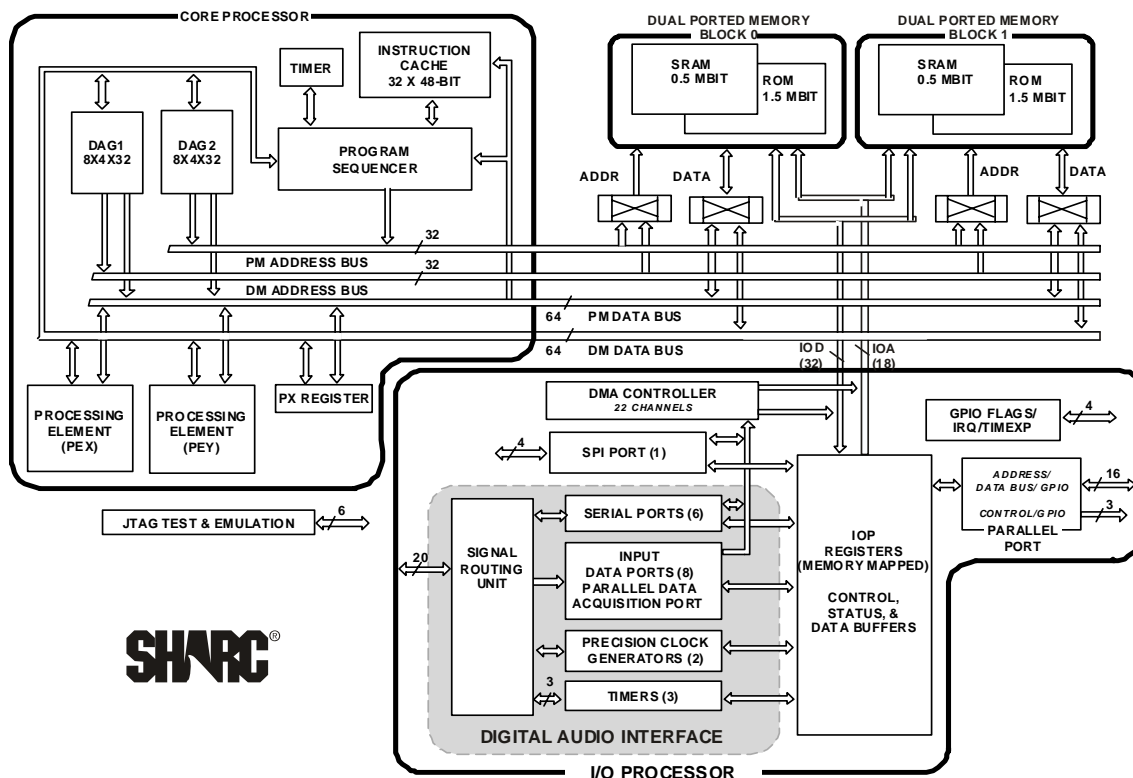 CORE PROCESSOR
TIMER
INSTRUCTION
CACHE
32 X 48-BIT
DAG1
8X4X32
DAG2
8X4X32
PROGRAM
SEQUENCER
DUAL PORTED MEMORY
BLOCK 0
SRAM
0.5 MBIT
ROM
1.5 MBIT
DUAL PORTED MEMORY
BLOCK 1
SRAM
0.5 MBIT
ROM
1.5 MBIT
ADDR
DATA
ADDR
DATA
32
PM ADDRESS BUS
32
DM ADDRESS BUS
64
PM DATA BUS
64
DM DATA BUS
IOD
(32)
IOA
(18)
PROCESSING
ELEMENT
(PEX)
PROCESSING
ELEMENT
(PEY)
PX REGISTER
JTAG TEST & EMULATION
6
DMA CONTROLLER
22 CHANNELS
4
SPI PORT (1)
GPIO FLAGS/
IRQ/TIMEXP
4
ADDRESS/
DATA BUS/ GPIO
CONTROL/GPIO
16
3
PARALLEL
PORT
20
SIGNAL
ROUTING
UNIT
SERIAL PORTS (6)
INPUT
DATA PORTS (8)
PARALLEL DATA
ACQUISITION PORT
PRECISION CLOCK
GENERATORS (2)
3
TIMERS (3)
IOP
REGISTERS
(MEMORY MAPPED)
CONTROL,
STATUS, &
DATA BUFFERS
DIGITAL AUDIO INTERFACE
I/O PROCESSOR
SHARC®